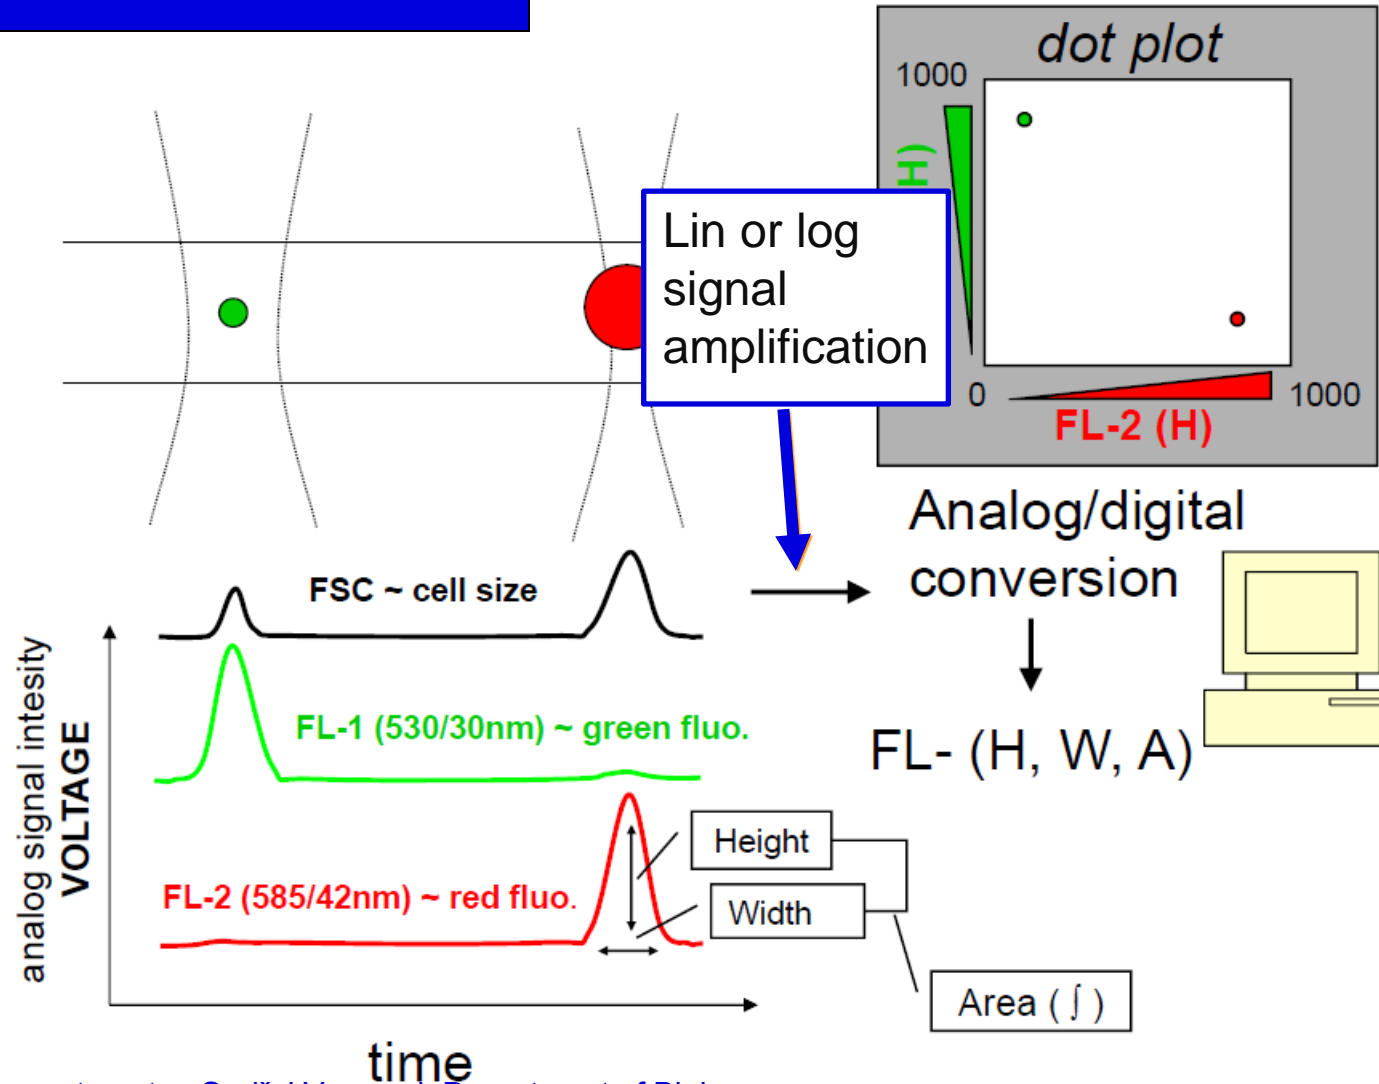 dot plot
1000
H)
Lin or log
signal
amplification
0
1000
FL-2 (H)
Analog/digital
conversion
FSC ~ cell size
FL-1 (530/30nm) ~ green fluo.
FL- (H, W, A)
analog signal intesity
VOLTAGE
Height
FL-2 (585/42nm) ~ red fluo.
Width
Area ( ∫ )
time